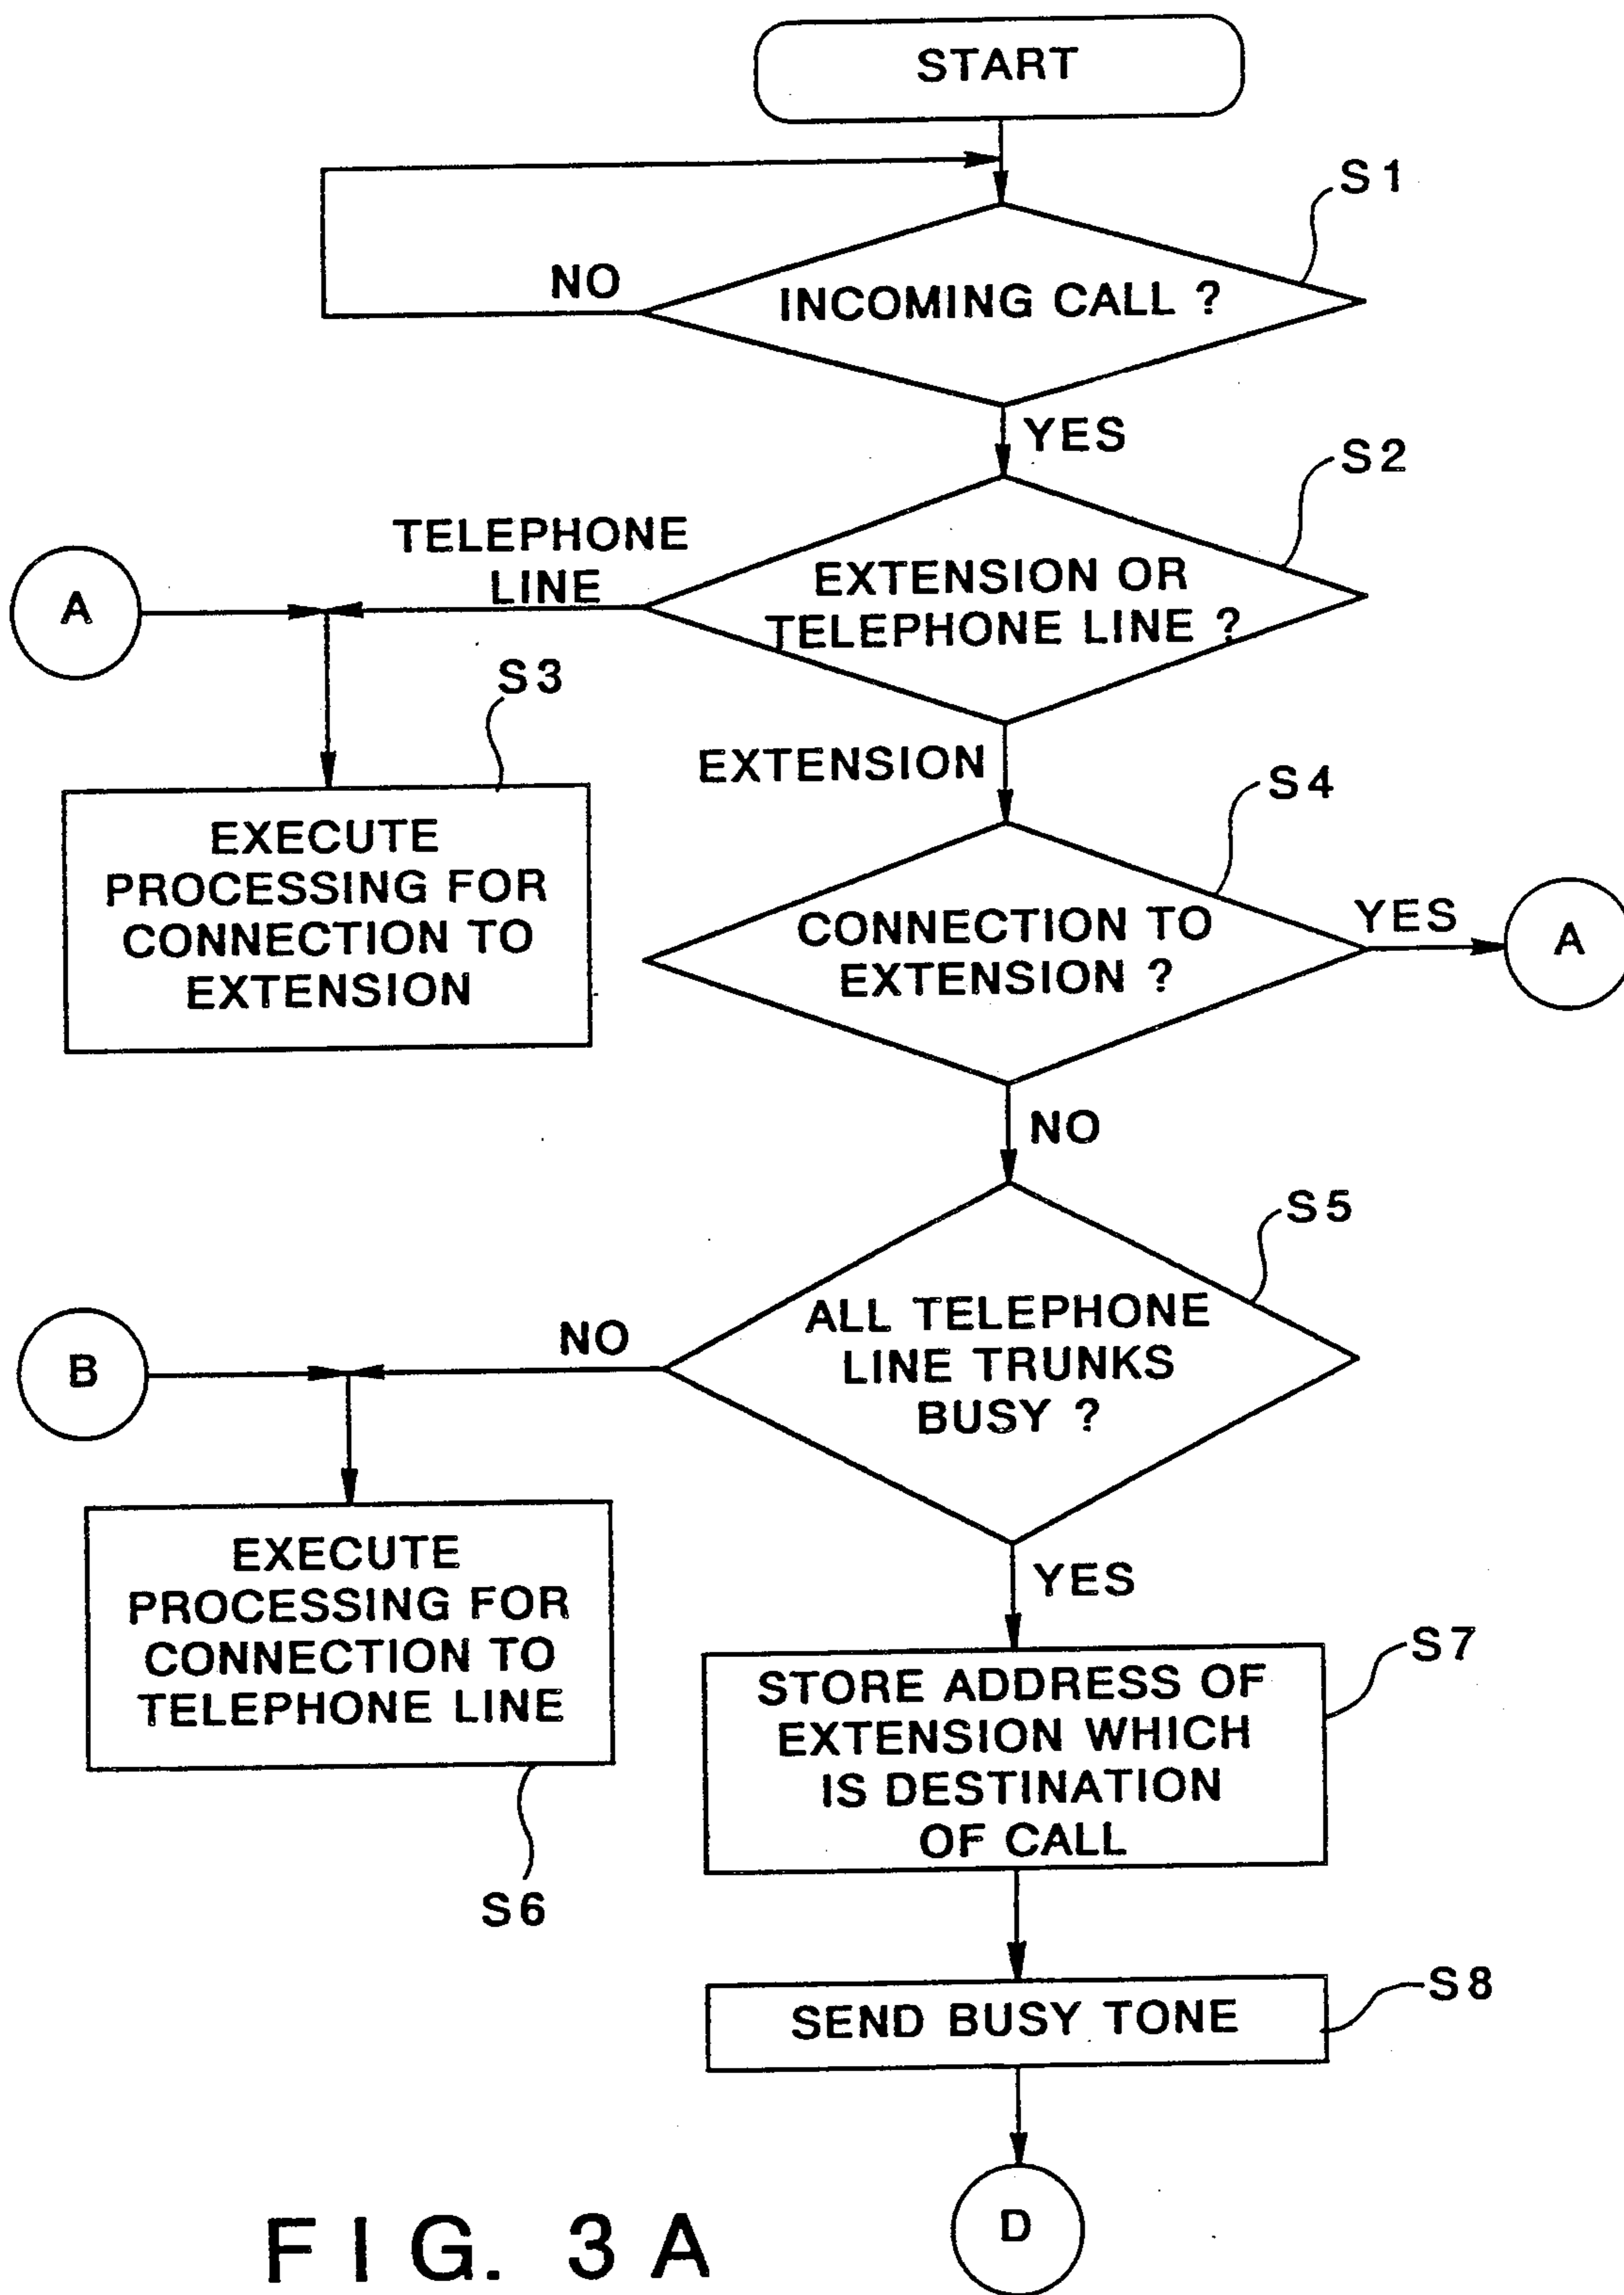 START
S1
NO
INCOMING CALL ?
YES
S2
TELEPHONE
LINE
EXTENSION OR
TELEPHONE LINE ?
A
S3
EXTENSION
S4
EXECUTE
PROCESSING FOR
CONNECTION TO
EXTENSION
CONNECTION TO
EXTENSION ?
YES
A
NO
S5
ALL TELEPHONE
LINE TRUNKS
BUSY ?
NO
B
EXECUTE
PROCESSING FOR
CONNECTION TO
TELEPHONE LINE
YES
S7
STORE ADDRESS OF
EXTENSION WHICH
IS DESTINATION
OF CALL
S6
S8
SEND BUSY TONE
D
FIG. 3A